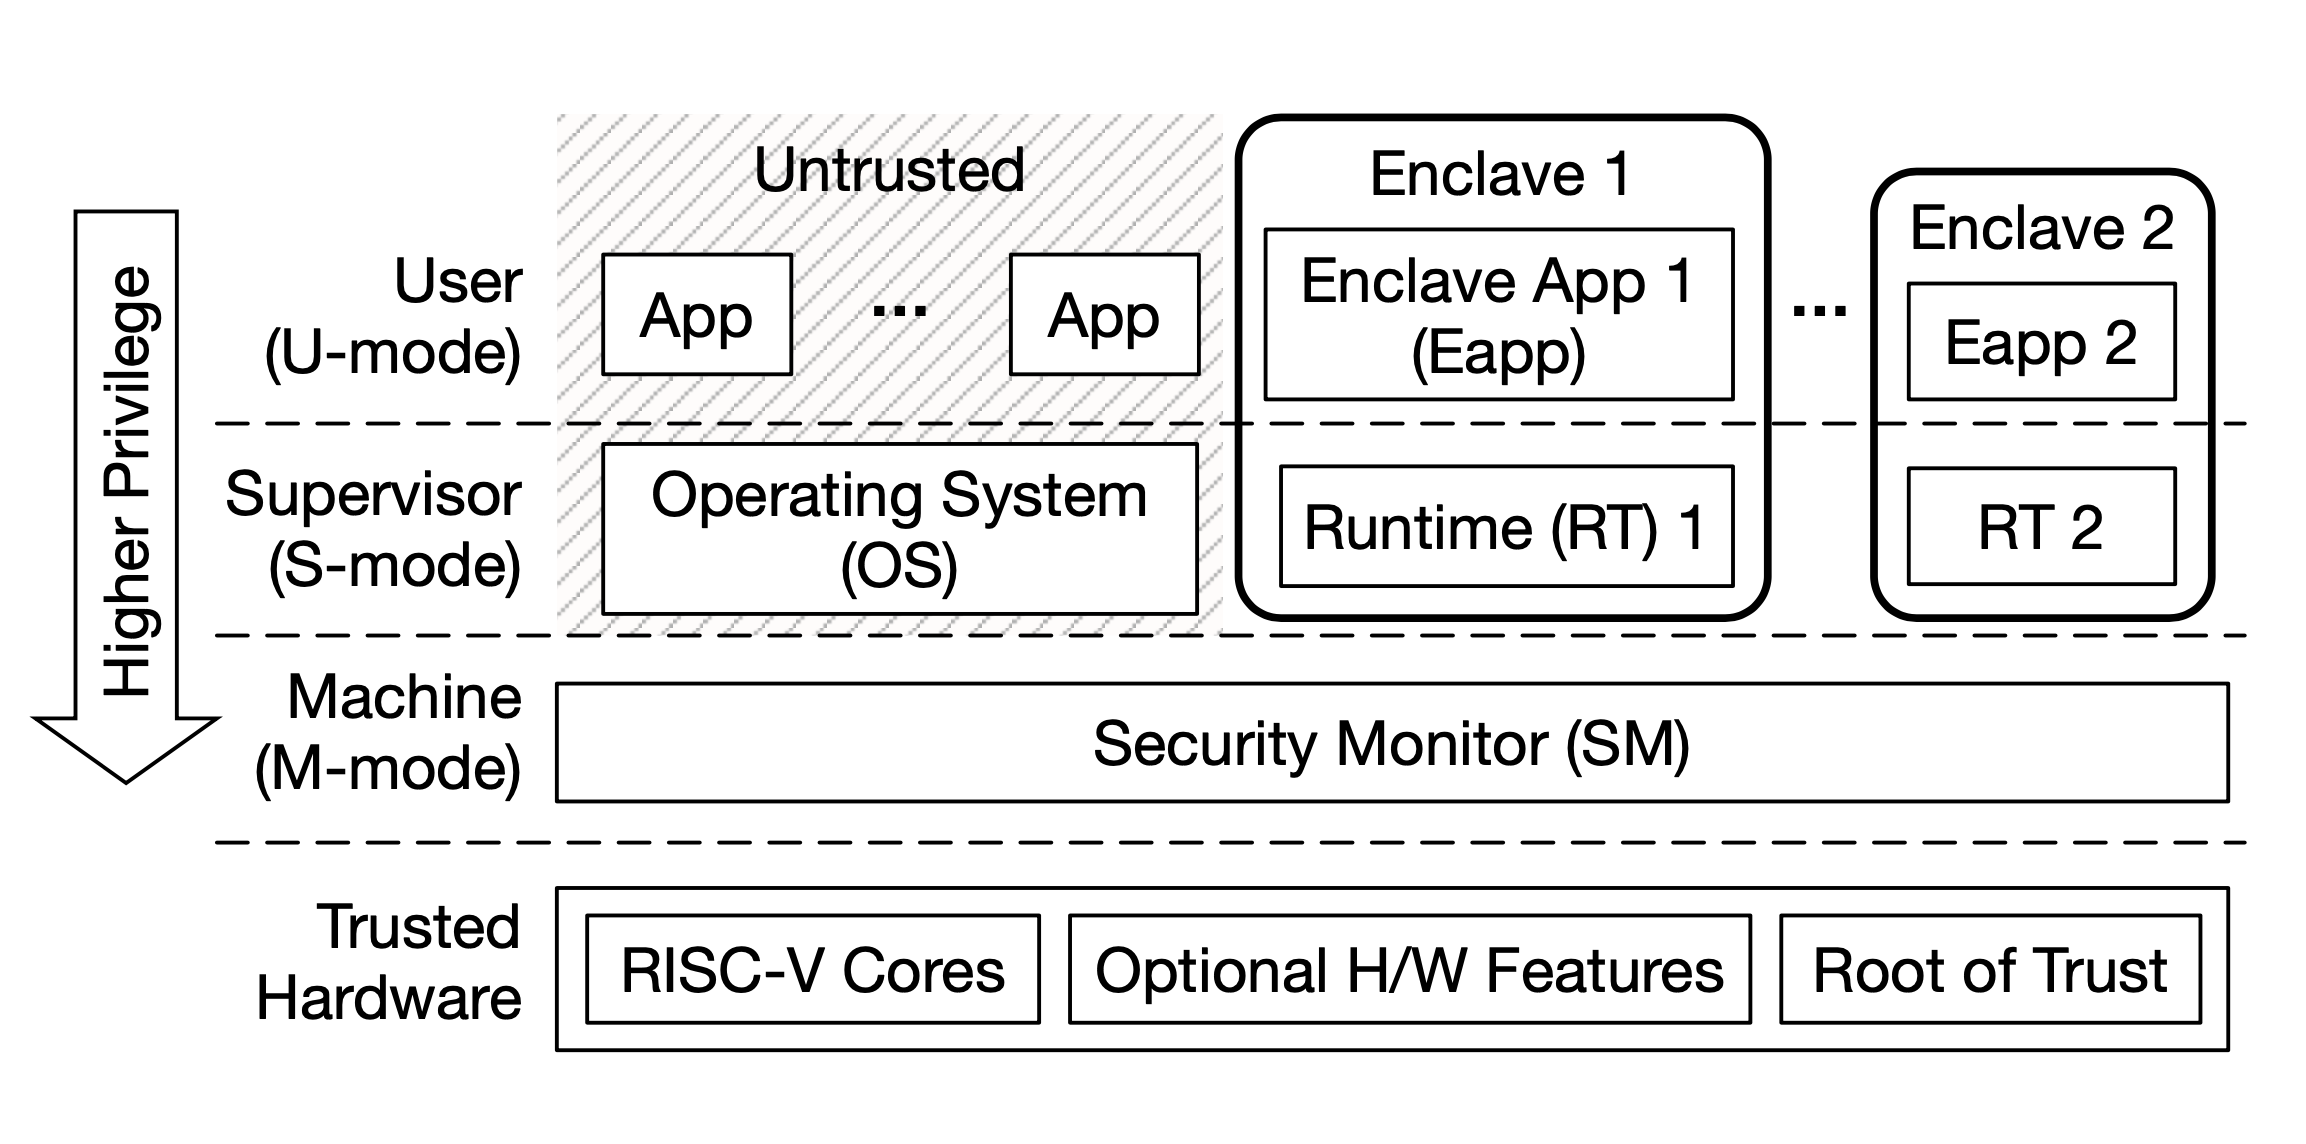 Higher Privilege
Untrusted
Enclave 1
Enclave 2
User
(U-mode)
App
...
App
Enclave App 1
(Eapp)
...
Eapp 2
Supervisor
(S-mode)
Operating System
(OS)
Runtime (RT) 1
RT 2
Machine
(M-mode)
Security Monitor (SM)
Trusted
Hardware
RISC-V Cores
Optional H/W Features
Root of Trust